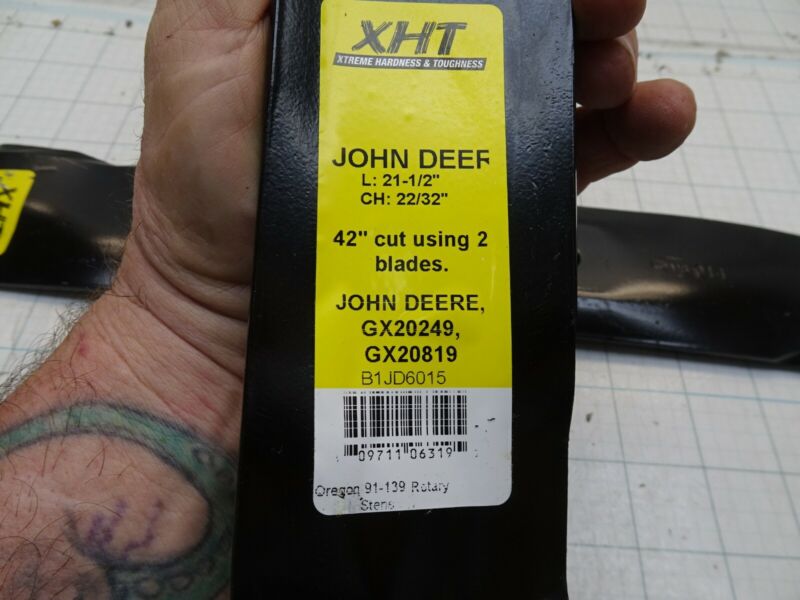 XHT
XTREME HARDNESS & TOUGHNESS
JOHN DEER
L: 21-1/2"
CH: 22/32"
42" cut using 2
blades.
JOHN DEERE,
GX20249,
GX20819
B1JD6015
09711 06319
Oregon 91-139 Rotary
Stens
XHT